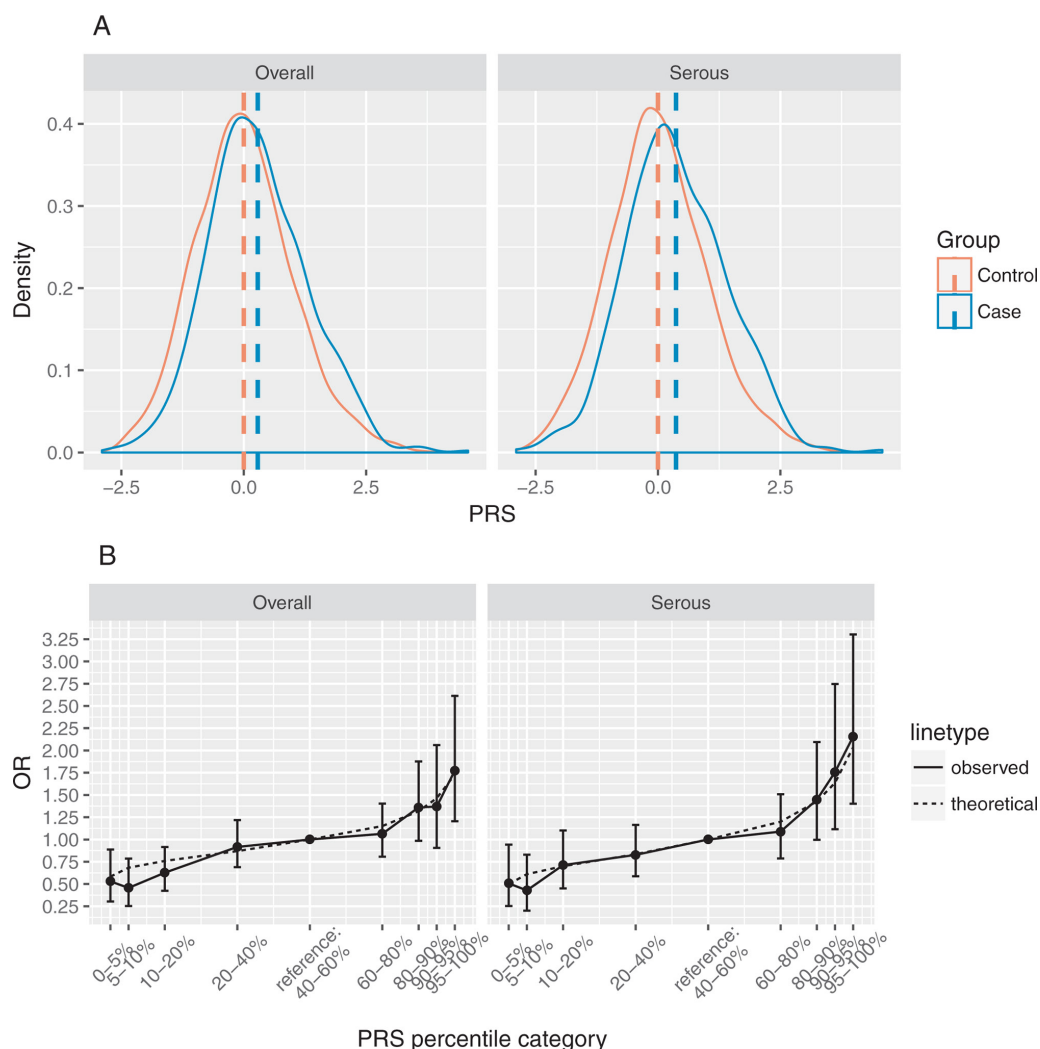 A
Overall
Serous
0.4
0.3
0.2
0.1
0.0
Density
−2.5
0.0
2.5
−2.5
0.0
2.5
PRS
Group
Control
Case
B
Overall
Serous
3.25
3.00
2.75
2.50
2.25
2.00
1.75
1.50
1.25
1.00
0.75
0.50
0.25
OR
0–5%
5–10%
10–20%
20–40%
reference:
40–60%
60–80%
80–90%
90–95%
95–100%
0–5%
5–10%
10–20%
20–40%
reference:
40–60%
60–80%
80–90%
90–95%
95–100%
PRS percentile category
linetype
observed
theoretical